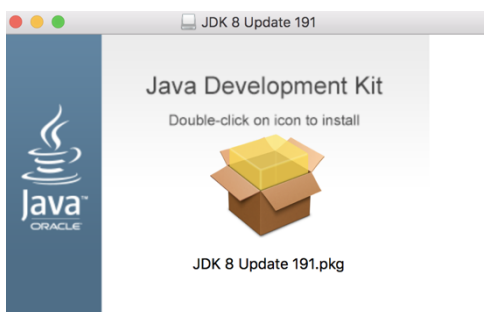 JDK 8 Update 191
Java Development Kit
Double-click on icon to install
Java™
ORACLE
JDK 8 Update 191.pkg